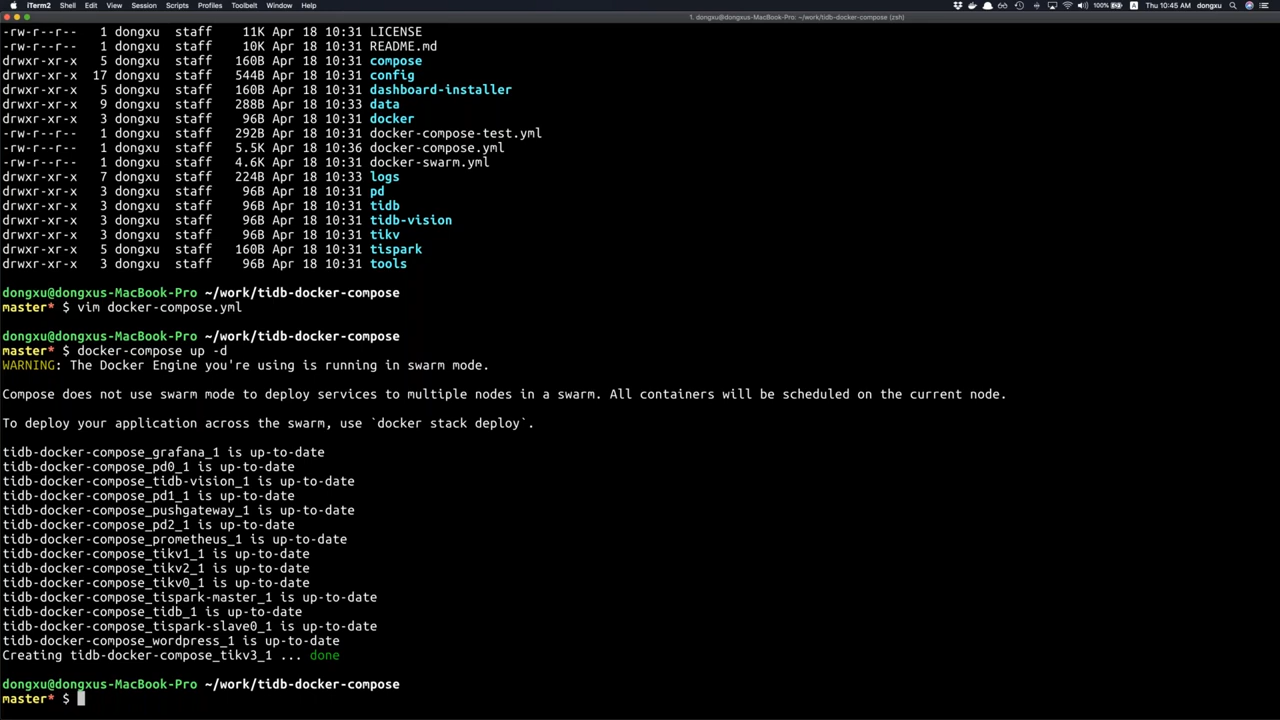 iTerm2 Shell Edit View Session Scripts Profiles Toolbelt Window Help 100% A Thu 10:45 AM dongxu
1. dongxu@dongxus-MacBook-Pro: ~/work/tidb-docker-compose (zsh)
-rw-r--r-- 1 dongxu staff 11K Apr 18 10:31 LICENSE
-rw-r--r-- 1 dongxu staff 10K Apr 18 10:31 README.md
drwxr-xr-x 5 dongxu staff 160B Apr 18 10:31 compose
drwxr-xr-x 17 dongxu staff 544B Apr 18 10:31 config
drwxr-xr-x 5 dongxu staff 160B Apr 18 10:31 dashboard-installer
drwxr-xr-x 9 dongxu staff 288B Apr 18 10:33 data
drwxr-xr-x 3 dongxu staff 96B Apr 18 10:31 docker
-rw-r--r-- 1 dongxu staff 292B Apr 18 10:31 docker-compose-test.yml
-rw-r--r-- 1 dongxu staff 5.5K Apr 18 10:36 docker-compose.yml
-rw-r--r-- 1 dongxu staff 4.6K Apr 18 10:31 docker-swarm.yml
drwxr-xr-x 7 dongxu staff 224B Apr 18 10:33 logs
drwxr-xr-x 3 dongxu staff 96B Apr 18 10:31 pd
drwxr-xr-x 3 dongxu staff 96B Apr 18 10:31 tidb
drwxr-xr-x 3 dongxu staff 96B Apr 18 10:31 tidb-vision
drwxr-xr-x 3 dongxu staff 96B Apr 18 10:31 tikv
drwxr-xr-x 5 dongxu staff 160B Apr 18 10:31 tispark
drwxr-xr-x 3 dongxu staff 96B Apr 18 10:31 tools
dongxu@dongxus-MacBook-Pro ~/work/tidb-docker-compose
master* $ vim docker-compose.yml
dongxu@dongxus-MacBook-Pro ~/work/tidb-docker-compose
master* $ docker-compose up -d
WARNING: The Docker Engine you're using is running in swarm mode.
Compose does not use swarm mode to deploy services to multiple nodes in a swarm. All containers will be scheduled on the current node.
To deploy your application across the swarm, use `docker stack deploy`.
tidb-docker-compose_grafana_1 is up-to-date
tidb-docker-compose_pd0_1 is up-to-date
tidb-docker-compose_tidb-vision_1 is up-to-date
tidb-docker-compose_pd1_1 is up-to-date
tidb-docker-compose_pushgateway_1 is up-to-date
tidb-docker-compose_pd2_1 is up-to-date
tidb-docker-compose_prometheus_1 is up-to-date
tidb-docker-compose_tikv1_1 is up-to-date
tidb-docker-compose_tikv2_1 is up-to-date
tidb-docker-compose_tikv0_1 is up-to-date
tidb-docker-compose_tispark-master_1 is up-to-date
tidb-docker-compose_tidb_1 is up-to-date
tidb-docker-compose_tispark-slave0_1 is up-to-date
tidb-docker-compose_wordpress_1 is up-to-date
Creating tidb-docker-compose_tikv3_1 ... done
dongxu@dongxus-MacBook-Pro ~/work/tidb-docker-compose
master* $